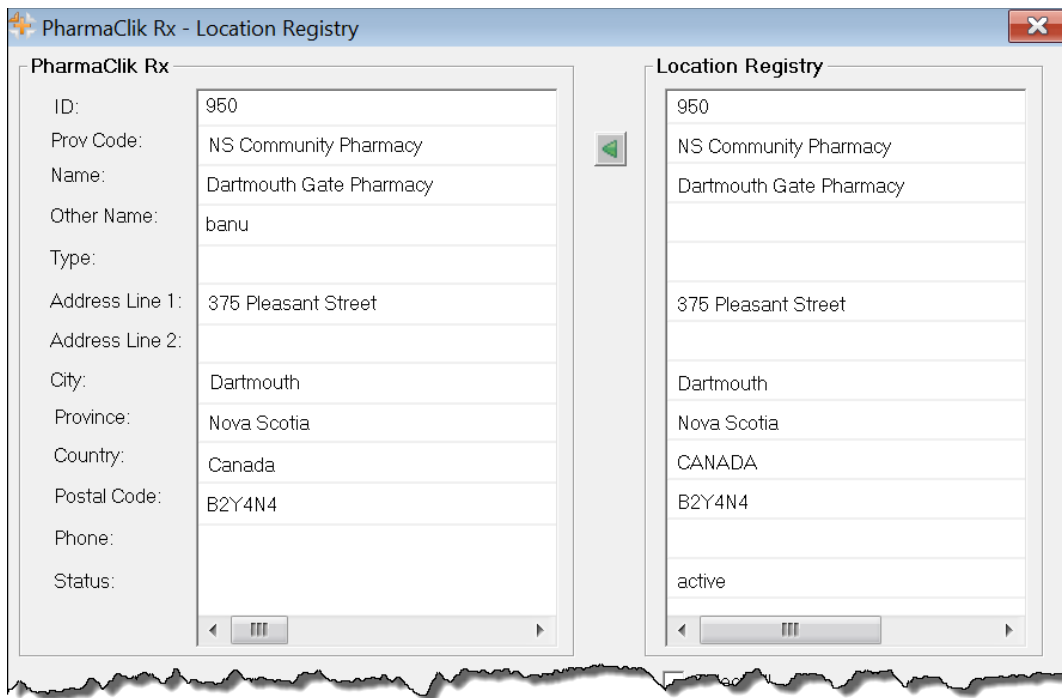 PharmaClik Rx - Location Registry
PharmaClik Rx
ID: 950
Prov Code: NS Community Pharmacy
Name: Dartmouth Gate Pharmacy
Other Name: banu
Type:
Address Line 1: 375 Pleasant Street
Address Line 2:
City: Dartmouth
Province: Nova Scotia
Country: Canada
Postal Code: B2Y4N4
Phone:
Status:
Location Registry
950
NS Community Pharmacy
Dartmouth Gate Pharmacy
375 Pleasant Street
Dartmouth
Nova Scotia
CANADA
B2Y4N4
active